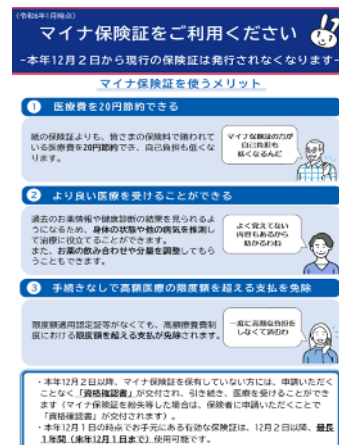 （令和6年1月時点）
マイナ保険証をご利用ください
-本年12月2日から現行の保険証は発行されなくなります-
マイナ保険証を使うメリット
1 医療費を20円節約できる
紙の保険証よりも、皆さまの保険料で賄われて
いる医療費を20円節約でき、自己負担も低くな
ります。
マイナ保険証の方が
自己負担も
低くなるんだ
2 より良い医療を受けることができる
過去のお薬情報や健康診断の結果を見られるよ
うになるため、身体の状態や他の病気を推測し
て治療に役立てることができます。
また、お薬の飲み合わせや分量を調整してもら
うこともできます。
よく覚えてない
内容もあるから
助かるわね
3 手続きなしで高額医療の限度額を超える支払を免除
限度額適用認定証等がなくても、高額療養費制
度における限度額を超える支払が免除されます。
一度に高額な負担を
しなくて済むわ
・本年12月2日以降、マイナ保険証を保有していない方には、申請いただく
ことなく「資格確認書」が交付され、引き続き、医療を受けることができ
ます（マイナ保険証を紛失等した場合は、保険者に申請いただくことで
「資格確認書」が交付されます）。
・本年12月1日の時点でお手元にある有効な保険証は、12月2日以降、最長
1年間（来年12月1日まで）使用可能です。